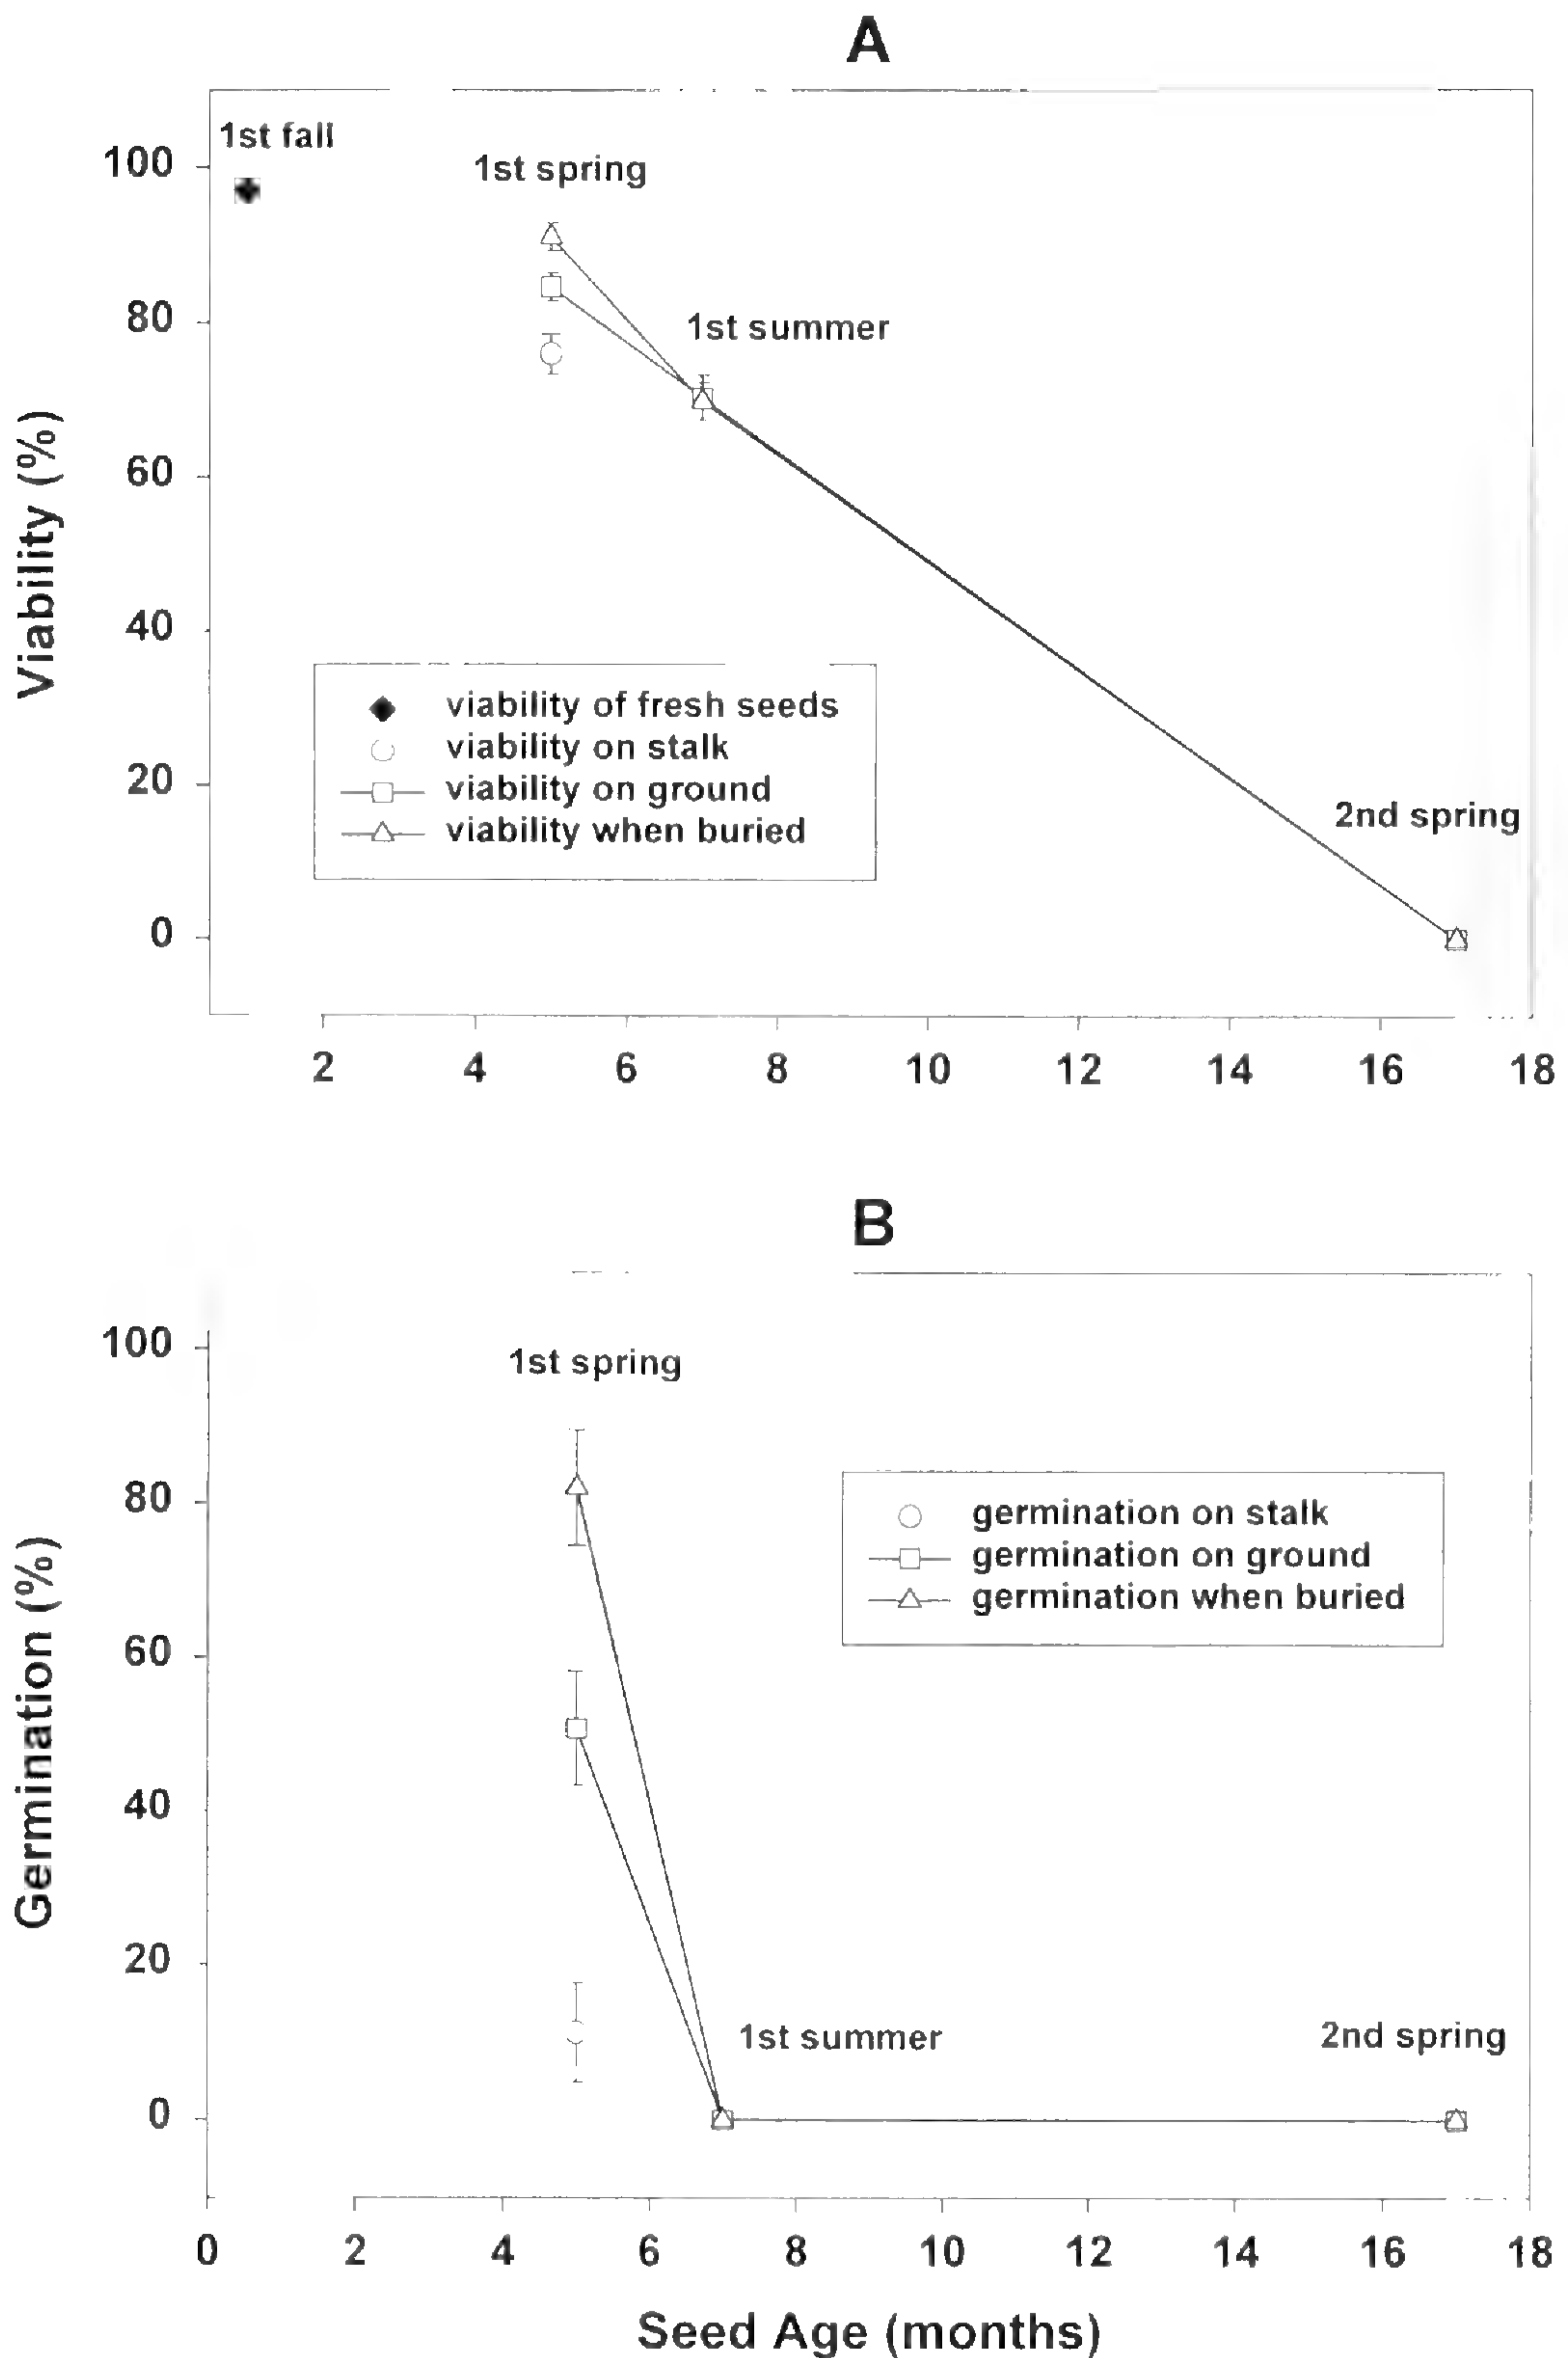 A
1st fall
1st spring
1st summer
2nd spring
100
80
60
40
20
0
Viability (%)
viability of fresh seeds
viability on stalk
viability on ground
viability when buried
2 4 6 8 10 12 14 16 18
B
1st spring
1st summer
2nd spring
100
80
60
40
20
0
Germination (%)
germination on stalk
germination on ground
germination when buried
0 2 4 6 8 10 12 14 16 18
Seed Age (months)